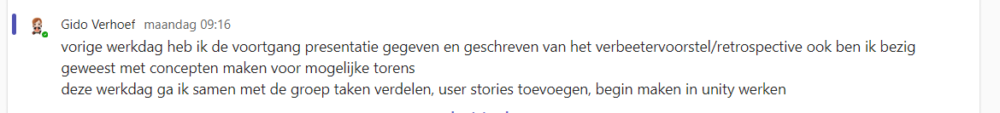 Gido Verhoef maandag 09:16
vorige werkdag heb ik de voortgang presentatie gegeven en geschreven van het verbeetervoorstel/retrospective ook ben ik bezig
geweest met concepten maken voor mogelijke torens
deze werkdag ga ik samen met de groep taken verdelen, user stories toevoegen, begin maken in unity werken